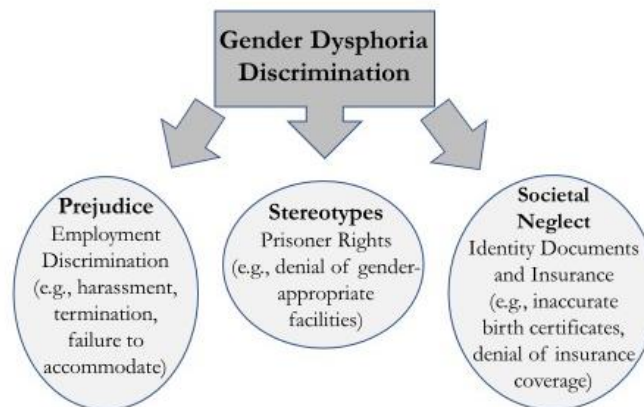 Gender Dysphoria
Discrimination
Prejudice
Employment
Discrimination
(e.g., harassment,
termination,
failure to
accommodate)
Stereotypes
Prisoner Rights
(e.g., denial of gender-
appropriate
facilities)
Societal
Neglect
Identity Documents
and Insurance
(e.g., inaccurate
birth certificates,
denial of insurance
coverage)